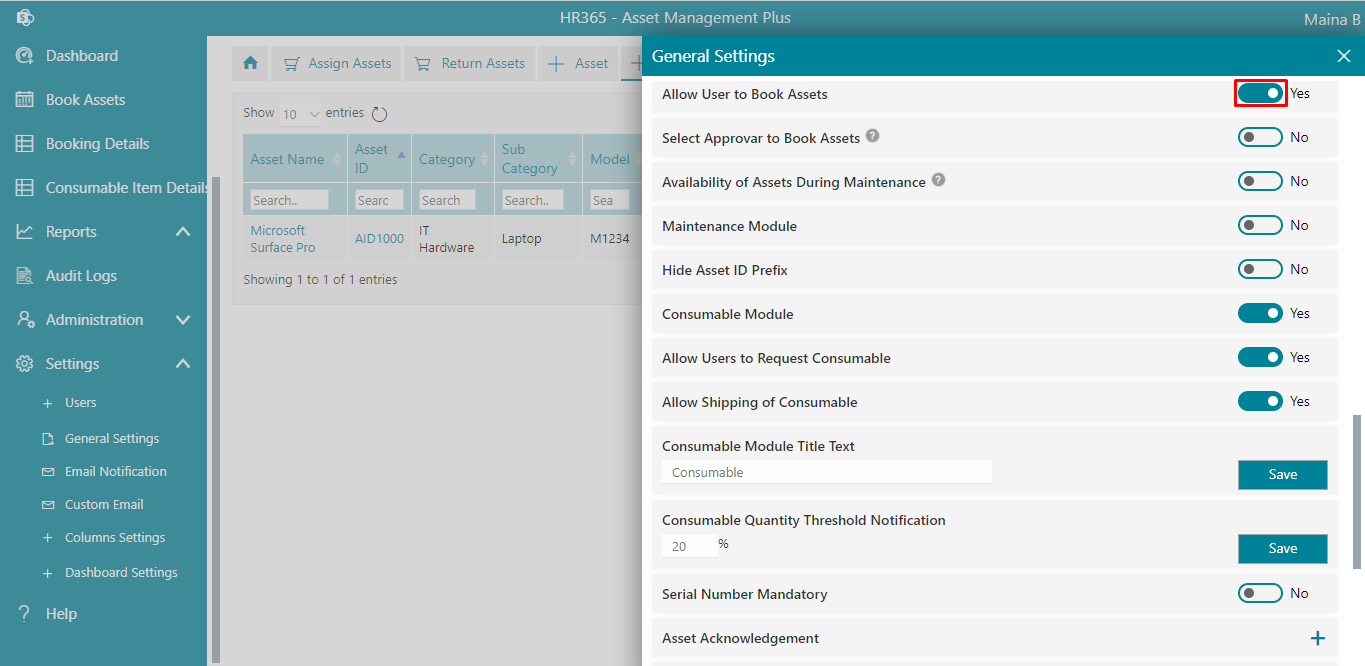 HR365 - Asset Management Plus
Maina B
Dashboard
Book Assets
Booking Details
Consumable Item Details
Reports
Audit Logs
Administration
Settings
Users
General Settings
Email Notification
Custom Email
Columns Settings
Dashboard Settings
? Help
Assign Assets
Return Assets
Asset
Show 10 entries
Asset Name
Asset ID
Category
Sub Category
Model
Search..
Searc
Search
Search..
Sea
Microsoft Surface Pro
AID1000
IT Hardware
Laptop
M1234
Showing 1 to 1 of 1 entries
General Settings
Allow User to Book Assets Yes
Select Approvar to Book Assets ? No
Availability of Assets During Maintenance ? No
Maintenance Module No
Hide Asset ID Prefix No
Consumable Module Yes
Allow Users to Request Consumable Yes
Allow Shipping of Consumable Yes
Consumable Module Title Text
Consumable
Save
Consumable Quantity Threshold Notification
20 %
Save
Serial Number Mandatory No
Asset Acknowledgement